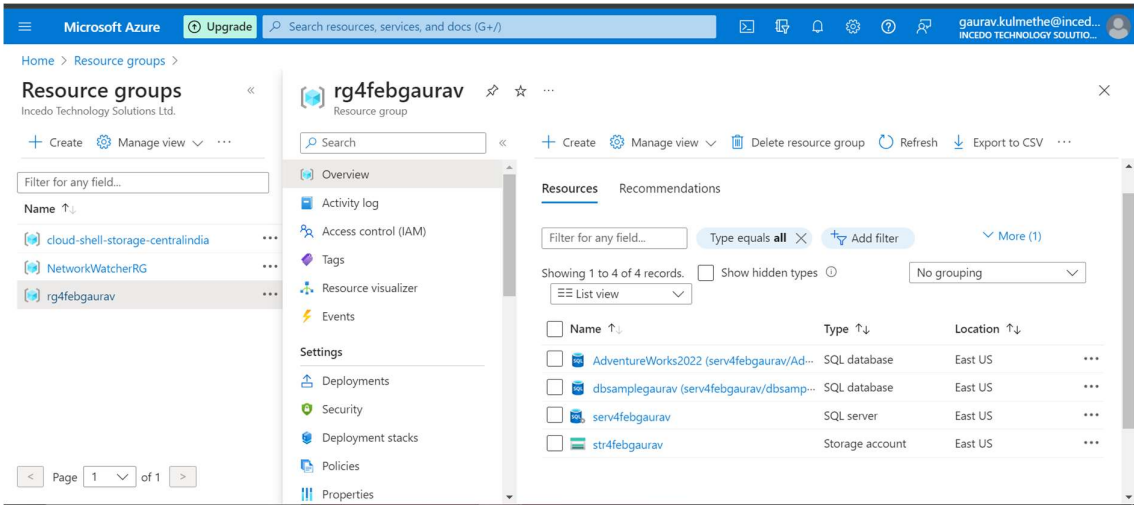 Microsoft Azure
Upgrade
Search resources, services, and docs (G+/)
gaurav.kulmethe@inced...
INCEDO TECHNOLOGY SOLUTIO...
Home > Resource groups >
Resource groups
Incedo Technology Solutions Ltd.
Create Manage view ...
Filter for any field...
Name
cloud-shell-storage-centralindia ...
NetworkWatcherRG ...
rg4febgaurav ...
< Page 1 of 1 >
rg4febgaurav ...
Resource group
Search
Overview
Activity log
Access control (IAM)
Tags
Resource visualizer
Events
Settings
Deployments
Security
Deployment stacks
Policies
Properties
Create Manage view Delete resource group Refresh Export to CSV ...
Resources Recommendations
Filter for any field... Type equals all Add filter More (1)
Showing 1 to 4 of 4 records. Show hidden types No grouping
List view
Name Type Location
AdventureWorks2022 (serv4febgaurav/Ad... SQL database East US ...
dbsamplegaurav (serv4febgaurav/dbsamp... SQL database East US ...
serv4febgaurav SQL server East US ...
str4febgaurav Storage account East US ...